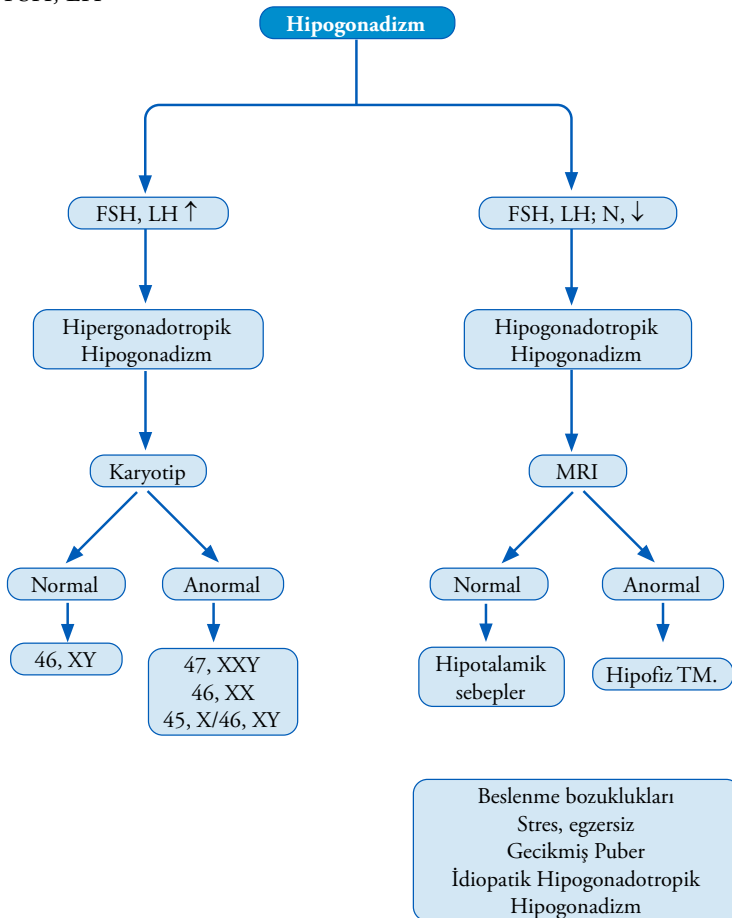 Hipogonadizm
FSH, LH ↑
FSH, LH; N, ↓
Hipergonadotropik
Hipogonadizm
Hipogonadotropik
Hipogonadizm
Karyotip
MRI
Normal
Anormal
Normal
Anormal
46, XY
47, XXY
46, XX
45, X/46, XY
Hipotalamik
sebepler
Hipofiz TM.
Beslenme bozuklukları
Stres, egzersiz
Gecikmiş Puber
İdiopatik Hipogonadotropik
Hipogonadizm